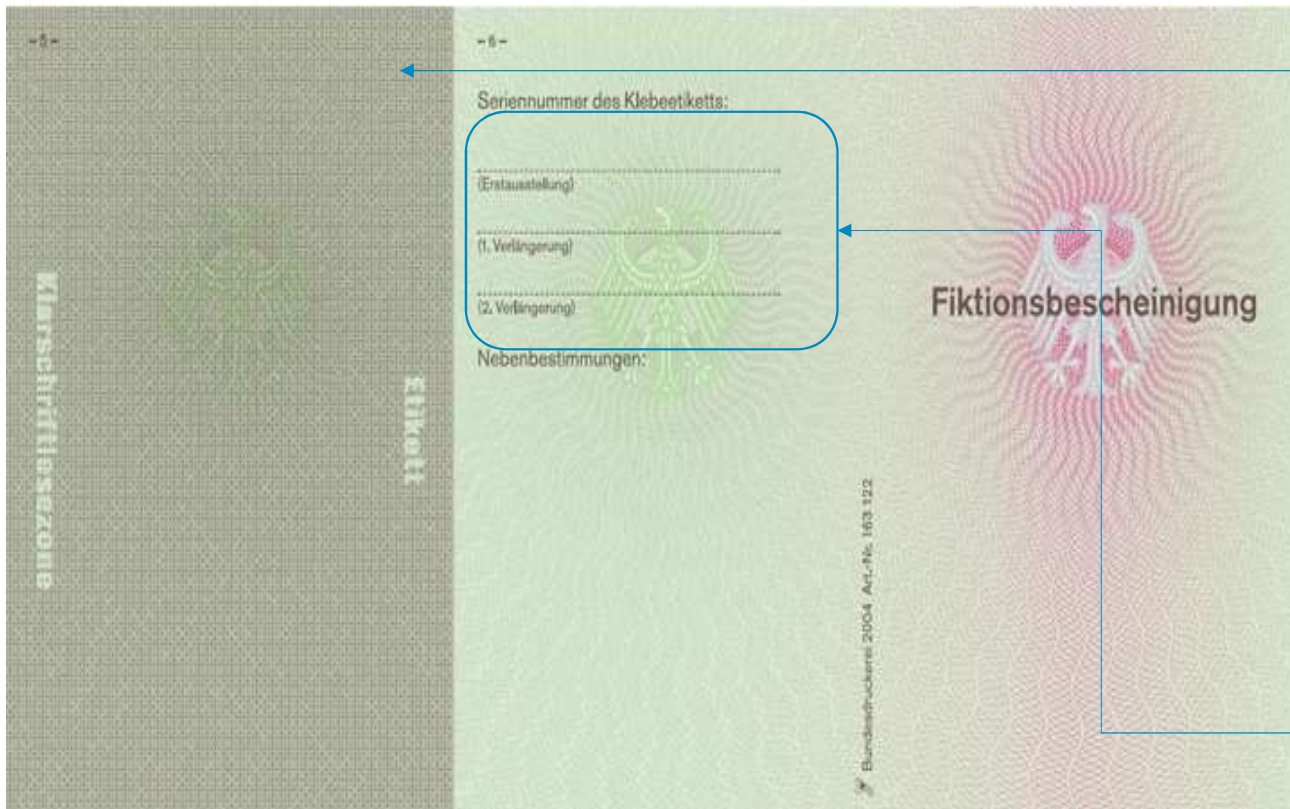 - 5 -
Klarschriftlesezone
Etikett
- 6 -
Seriennummer des Klebeetiketts:
(Erstausstellung)
(1. Verlängerung)
(2. Verlängerung)
Nebenbestimmungen:
Bundesdruckerei 2004 Art.-Nr. 163 122
Fiktionsbescheinigung